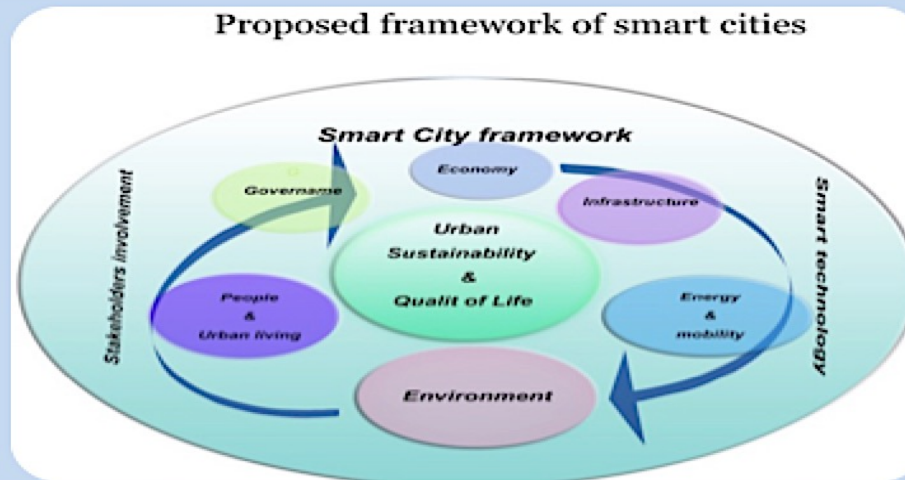 Proposed framework of smart cities
Smart City framework
Economy
Govername
Infrastructure
Urban
Sustainability
&
Qualit of Life
People
&
Urban living
Energy
&
mobility
Environment
Stakeholders involvement
Smart technology